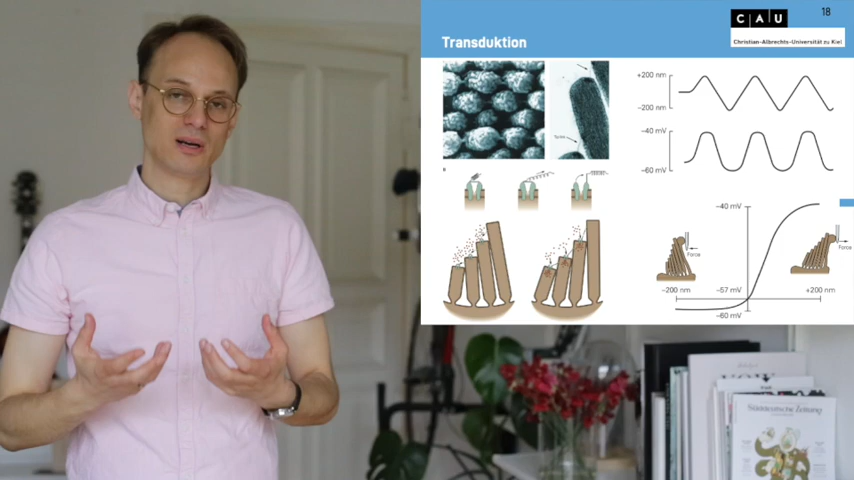 18
C A U
Christian-Albrechts-Universität zu Kiel
Transduktion
+200 nm
−200 nm
−40 mV
−60 mV
−40 mV
Force
Force
−200 nm
−57 mV
+200 nm
−60 mV
Süddeutsche Zeitung